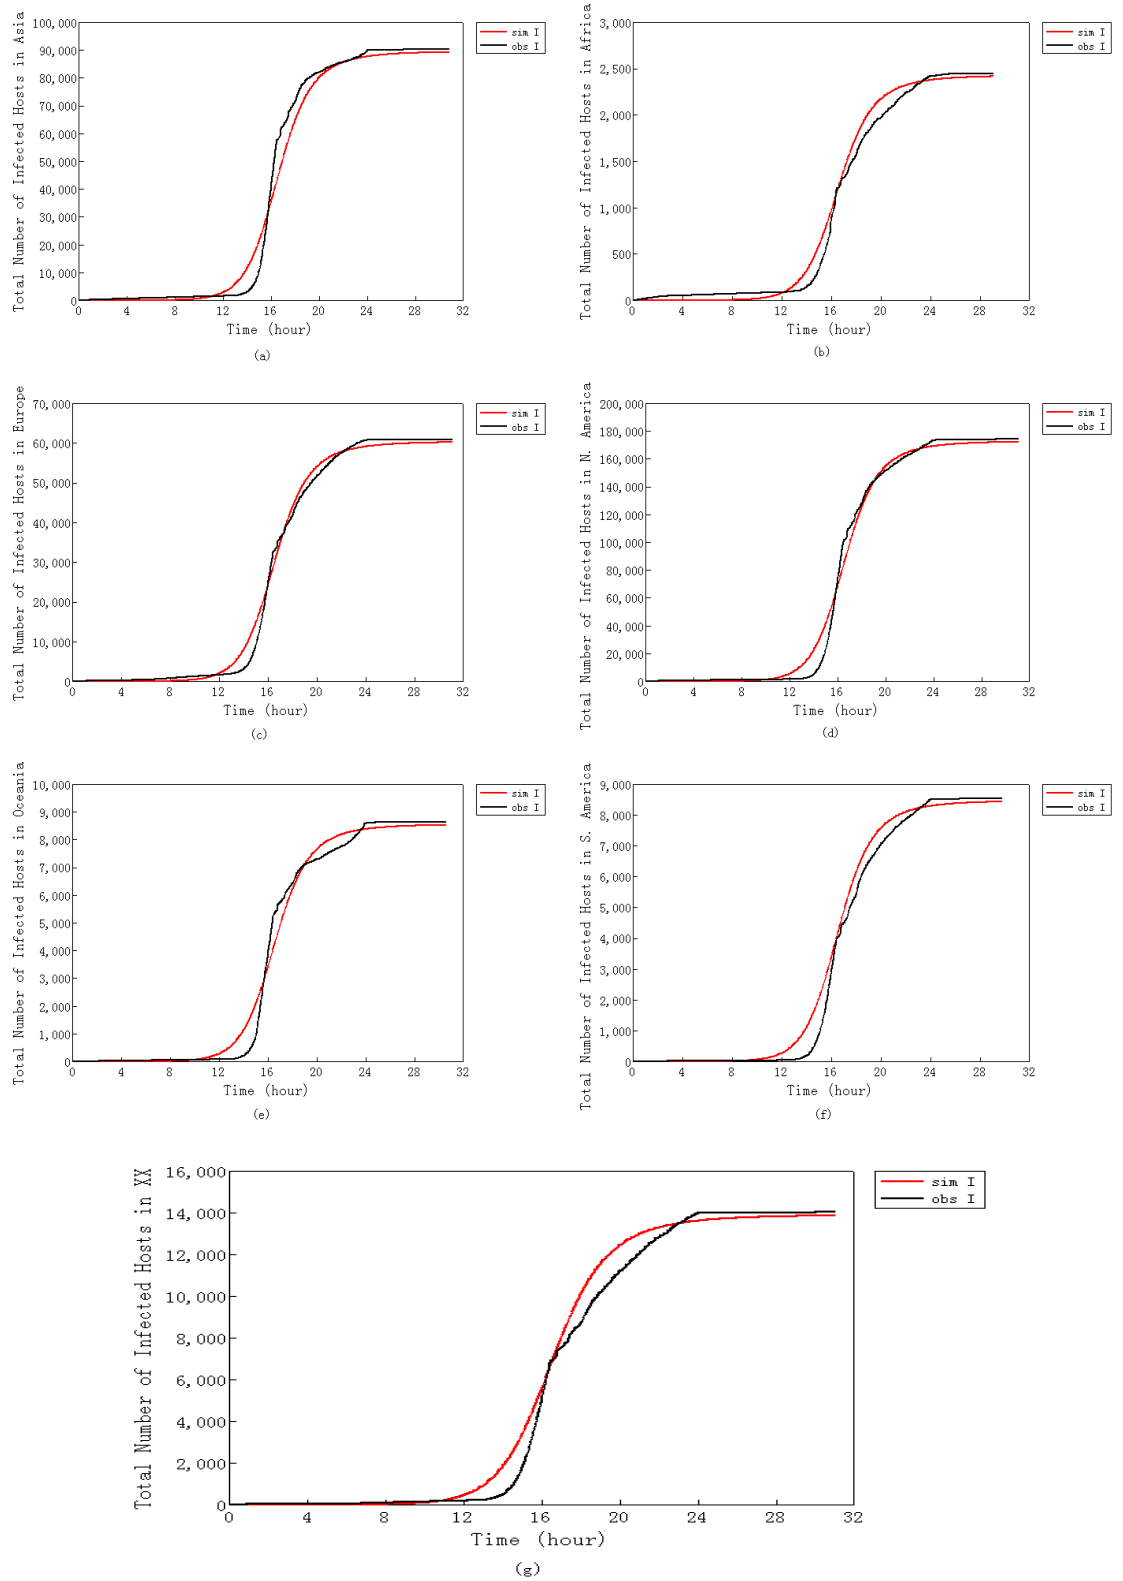 Total Number of Infected Hosts in Asia
100,000
90,000
80,000
70,000
60,000
50,000
40,000
30,000
20,000
10,000
0
0 4 8 12 16 20 24 28 32
Time (hour)
(a)
sim I
obs I
Total Number of Infected Hosts in Africa
3,000
2,500
2,000
1,500
1,000
500
0
0 4 8 12 16 20 24 28 32
Time (hour)
(b)
sim I
obs I
Total Number of Infected Hosts in Europe
70,000
60,000
50,000
40,000
30,000
20,000
10,000
0
0 4 8 12 16 20 24 28 32
Time (hour)
(c)
sim I
obs I
Total Number of Infected Hosts in N. America
200,000
180,000
160,000
140,000
120,000
100,000
80,000
60,000
40,000
20,000
0
0 4 8 12 16 20 24 28 32
Time (hour)
(d)
sim I
obs I
Total Number of Infected Hosts in Oceania
10,000
9,000
8,000
7,000
6,000
5,000
4,000
3,000
2,000
1,000
0
0 4 8 12 16 20 24 28 32
Time (hour)
(e)
sim I
obs I
Total Number of Infected Hosts in S. America
9,000
8,000
7,000
6,000
5,000
4,000
3,000
2,000
1,000
0
0 4 8 12 16 20 24 28 32
Time (hour)
(f)
sim I
obs I
Total Number of Infected Hosts in XX
16,000
14,000
12,000
10,000
8,000
6,000
4,000
2,000
0
0 4 8 12 16 20 24 28 32
Time (hour)
(g)
sim I
obs I